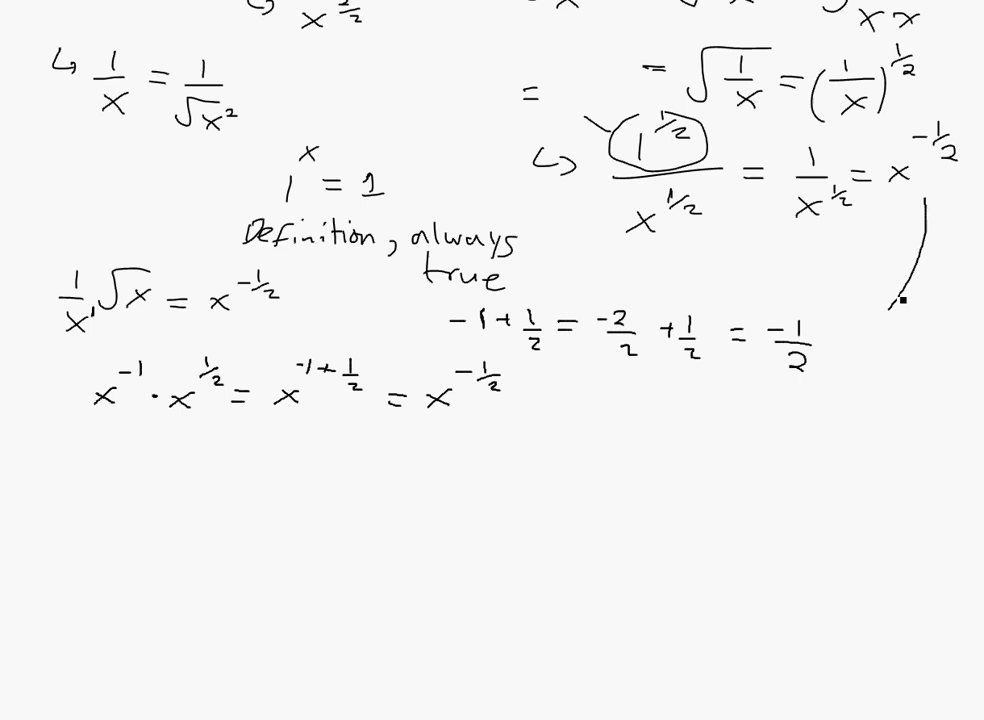 ↳ x^(3/2)
x x
↳ 1/x = 1/√x²
= = √(1/x) = (1/x)^(1/2)
↳ 1^(1/2)/x^(1/2) = 1/x^(1/2) = x^(-1/2)
1^x = 1
Definition, always
true
1/x · √x = x^(-1/2)
-1 + 1/2 = -2/2 + 1/2 = -1/2
x^(-1) · x^(1/2) = x^(-1+1/2) = x^(-1/2)